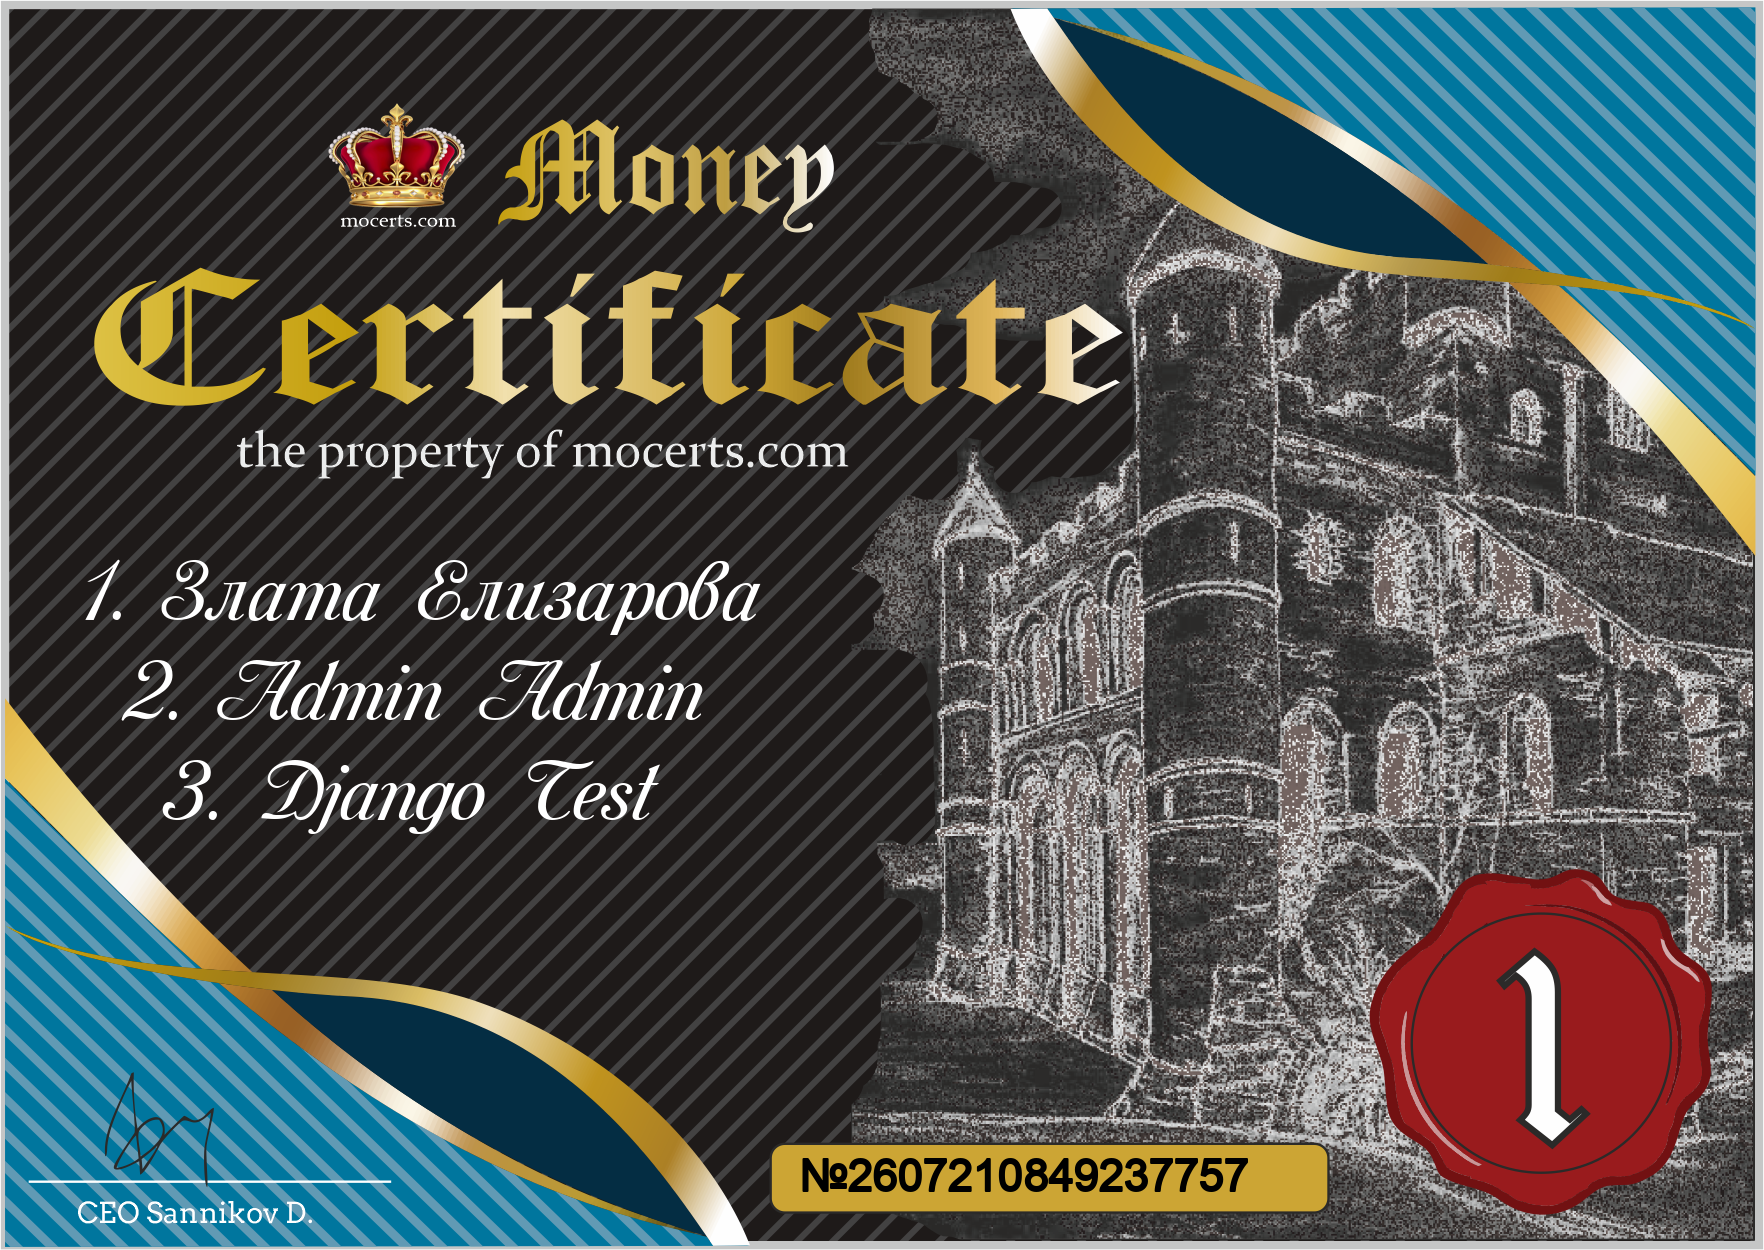 mocerts.com
Money
Certificate
the property of mocerts.com
1. Злата Елизарова
2. Admin Admin
3. Django Test
1
№2607210849237757
CEO Sannikov D.